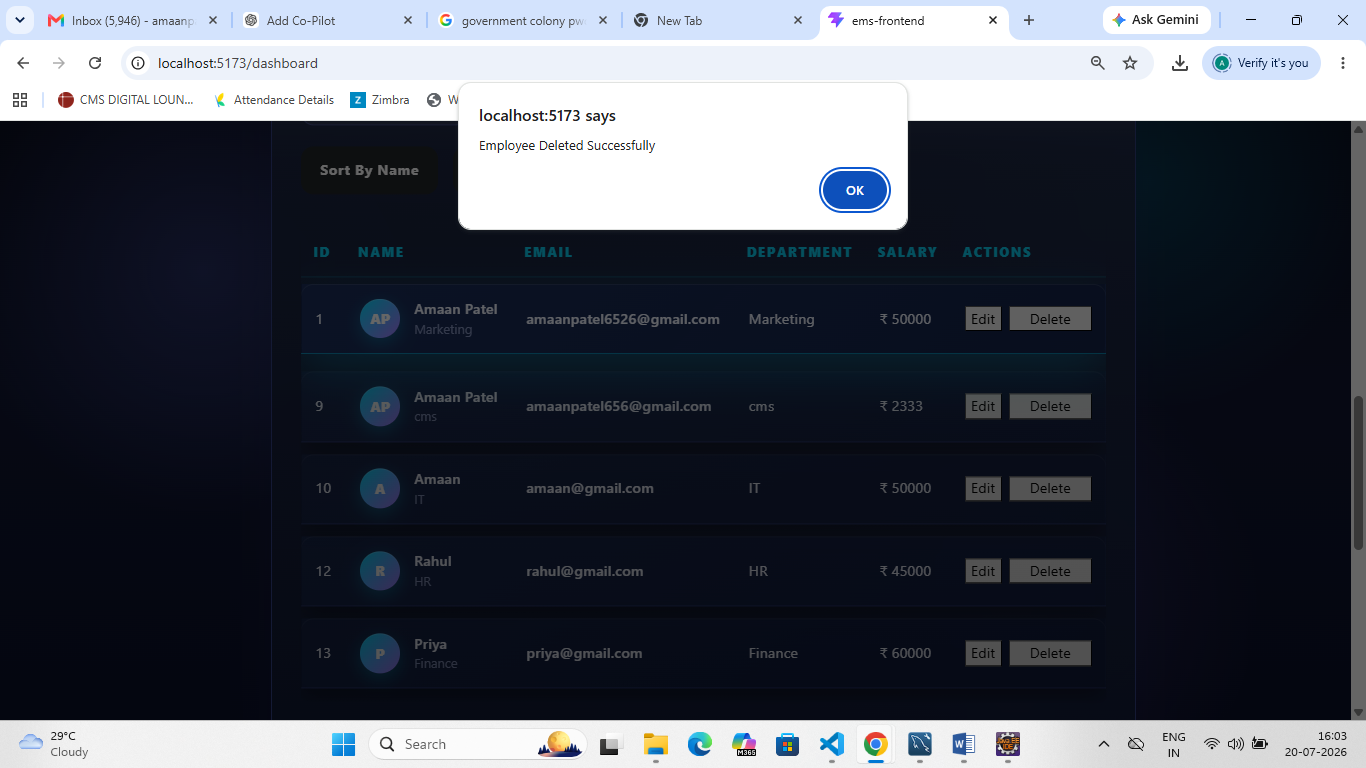 Inbox (5,946) - amaanp
Add Co-Pilot
government colony pw
New Tab
ems-frontend
Ask Gemini
localhost:5173/dashboard
A
Verify it's you
CMS DIGITAL LOUN...
Attendance Details
Z
Zimbra
W
localhost:5173 says
Employee Deleted Successfully
OK
Sort By Name
ID NAME EMAIL DEPARTMENT SALARY ACTIONS
1 AP Amaan Patel Marketing amaanpatel6526@gmail.com Marketing ₹ 50000 Edit Delete
9 AP Amaan Patel cms amaanpatel656@gmail.com cms ₹ 2333 Edit Delete
10 A Amaan IT amaan@gmail.com IT ₹ 50000 Edit Delete
12 R Rahul HR rahul@gmail.com HR ₹ 45000 Edit Delete
13 P Priya Finance priya@gmail.com Finance ₹ 60000 Edit Delete
29°C
Cloudy
Search
M365
ENG
IN
16:03
20-07-2026